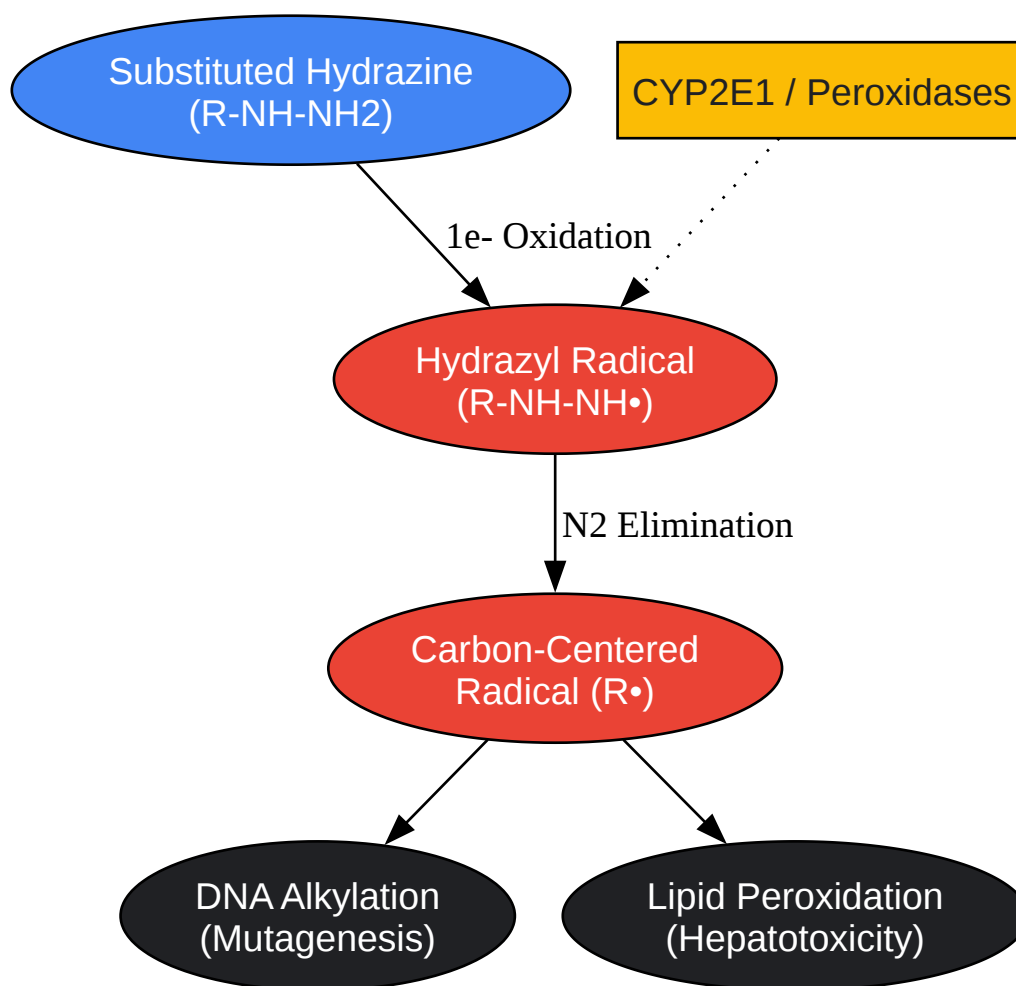 Substituted Hydrazine
(R-NH-NH2)
CYP2E1 / Peroxidases
1e- Oxidation
Hydrazyl Radical
(R-NH-NH•)
N2 Elimination
Carbon-Centered
Radical (R•)
DNA Alkylation
(Mutagenesis)
Lipid Peroxidation
(Hepatotoxicity)